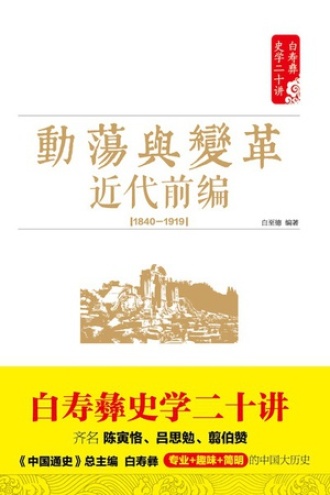 白寿彝
史学二十讲
動蕩與變革
近代前编
1840—1919
白至德 编著
白寿彝史学二十讲
齐名 陈寅恪、吕思勉、翦伯赞
《中国通史》总主编 白寿彝 专业+趣味+简明 的中国大历史